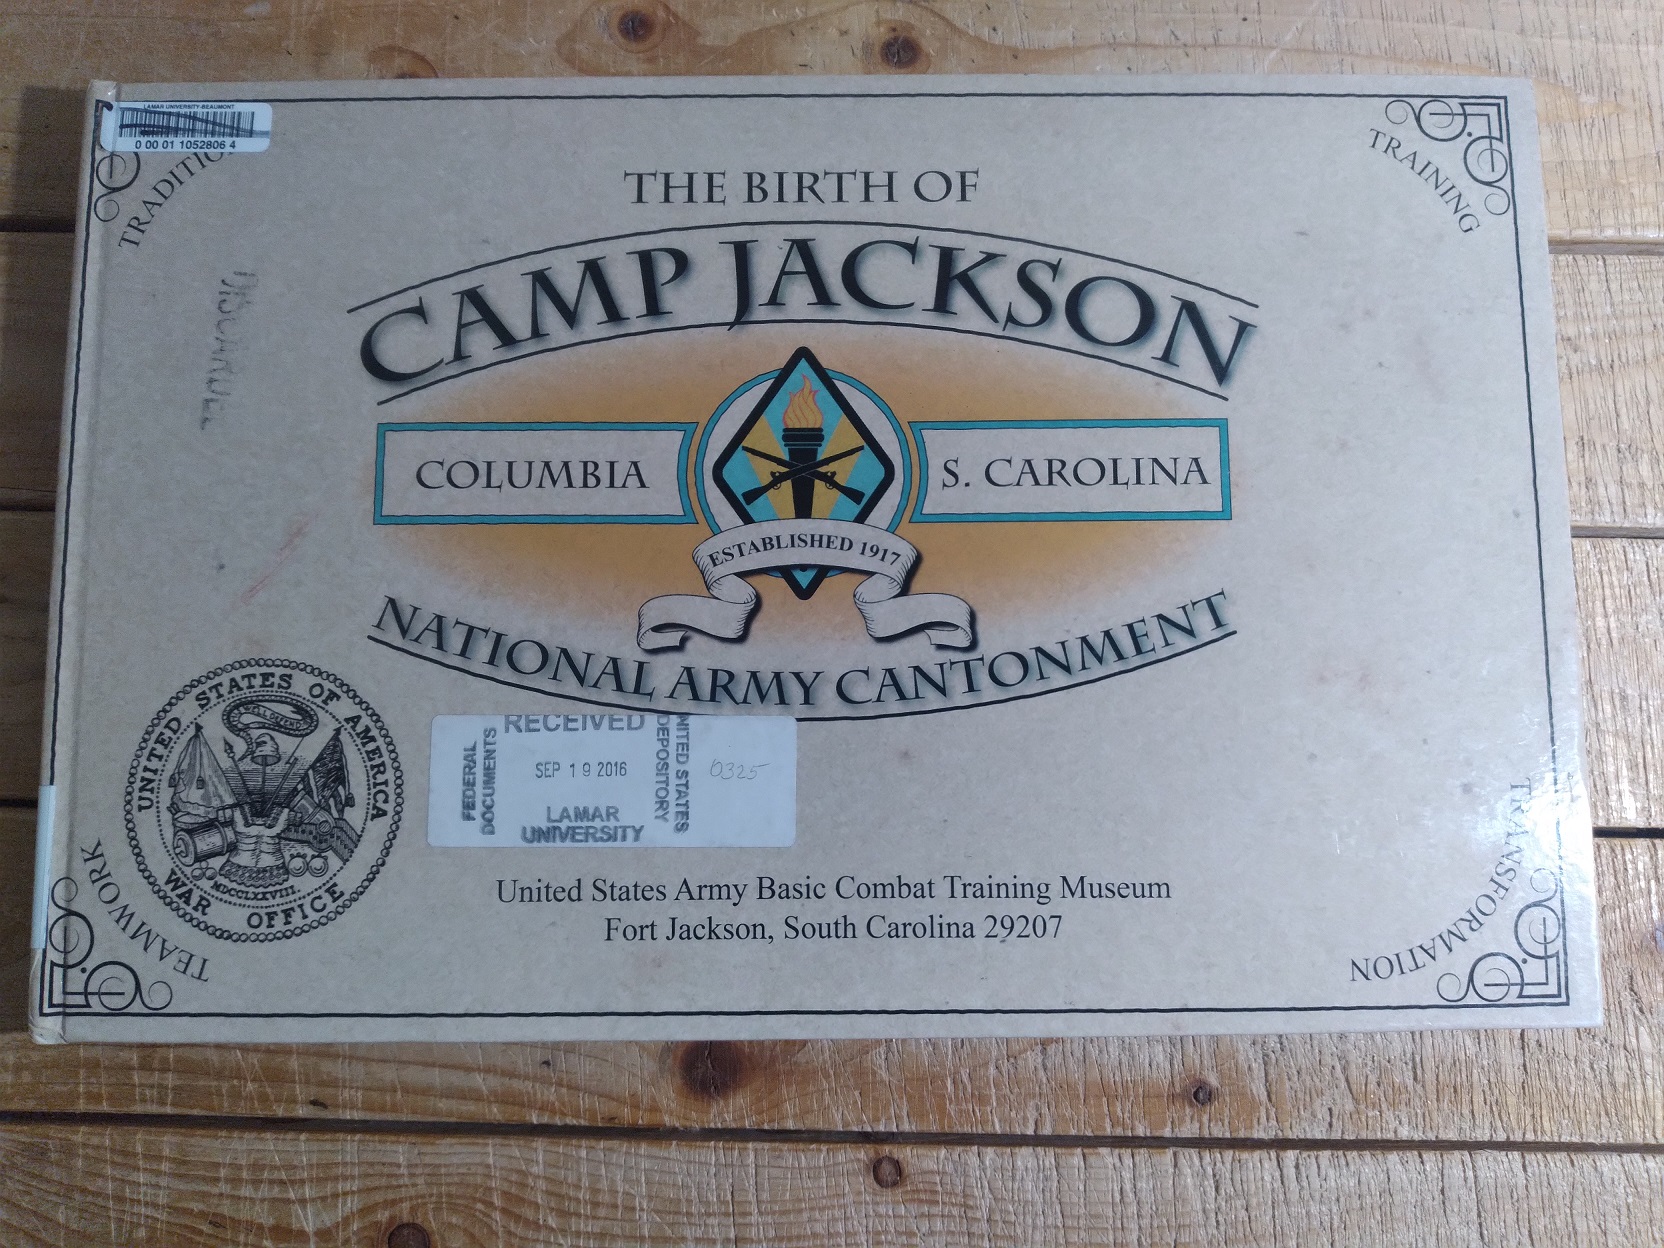 LAMAR UNIVERSITY-BEAUMONT
0 00 01 1052806 4
TRADITIO
TRAINING
THE BIRTH OF
CAMP JACKSON
COLUMBIA
S. CAROLINA
ESTABLISHED 1917
NATIONAL ARMY CANTONMENT
UNITED STATES OF AMERICA
WAR OFFICE
MDCCLXXVIII
FEDERAL
DOCUMENTS
RECEIVED
SEP 19 2016
LAMAR
UNIVERSITY
DEPOSITORY
NITED STATES
0325
United States Army Basic Combat Training Museum
Fort Jackson, South Carolina 29207
TEAMWORK
TRANSFORMATION